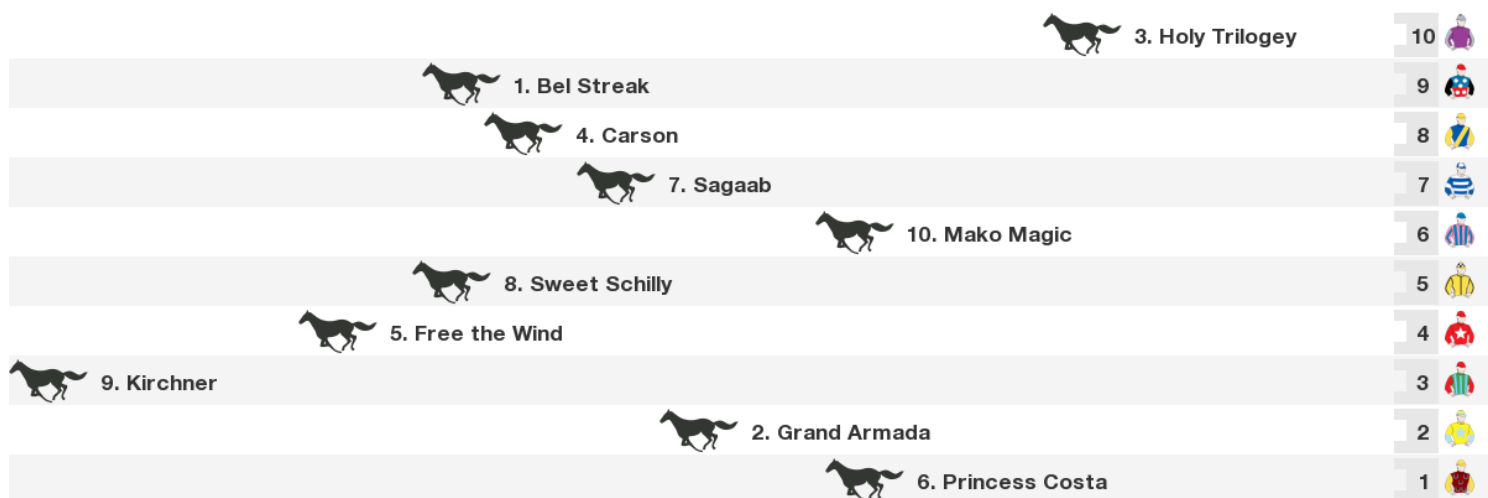 3. Holy Trilogey 10
1. Bel Streak 9
4. Carson 8
7. Sagaab 7
10. Mako Magic 6
8. Sweet Schilly 5
5. Free the Wind 4
9. Kirchner 3
2. Grand Armada 2
6. Princess Costa 1